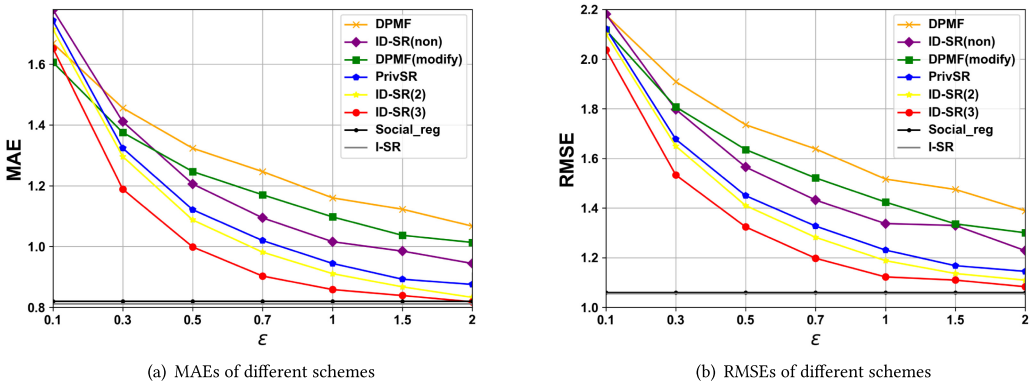 MAE
1.6
1.4
1.2
1.0
0.8
0.1 0.3 0.5 0.7 1 1.5 2
ε
DPMF
ID-SR(non)
DPMF(modify)
PrivSR
ID-SR(2)
ID-SR(3)
Social_reg
I-SR
(a) MAEs of different schemes
RMSE
2.2
2.0
1.8
1.6
1.4
1.2
1.0
0.1 0.3 0.5 0.7 1 1.5 2
ε
DPMF
ID-SR(non)
DPMF(modify)
PrivSR
ID-SR(2)
ID-SR(3)
Social_reg
I-SR
(b) RMSEs of different schemes